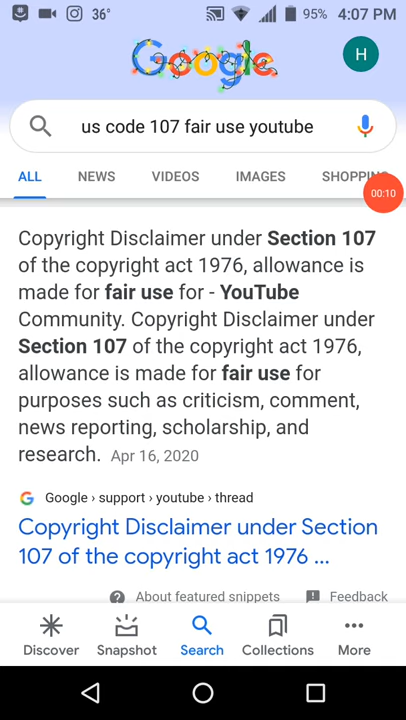 36° 95% 4:07 PM
Google
H
us code 107 fair use youtube
ALL NEWS VIDEOS IMAGES SHOPPING
00:10
Copyright Disclaimer under Section 107
of the copyright act 1976, allowance is
made for fair use for - YouTube
Community. Copyright Disclaimer under
Section 107 of the copyright act 1976,
allowance is made for fair use for
purposes such as criticism, comment,
news reporting, scholarship, and
research. Apr 16, 2020
G Google › support › youtube › thread
Copyright Disclaimer under Section
107 of the copyright act 1976 ...
About featured snippets Feedback
Discover Snapshot Search Collections More